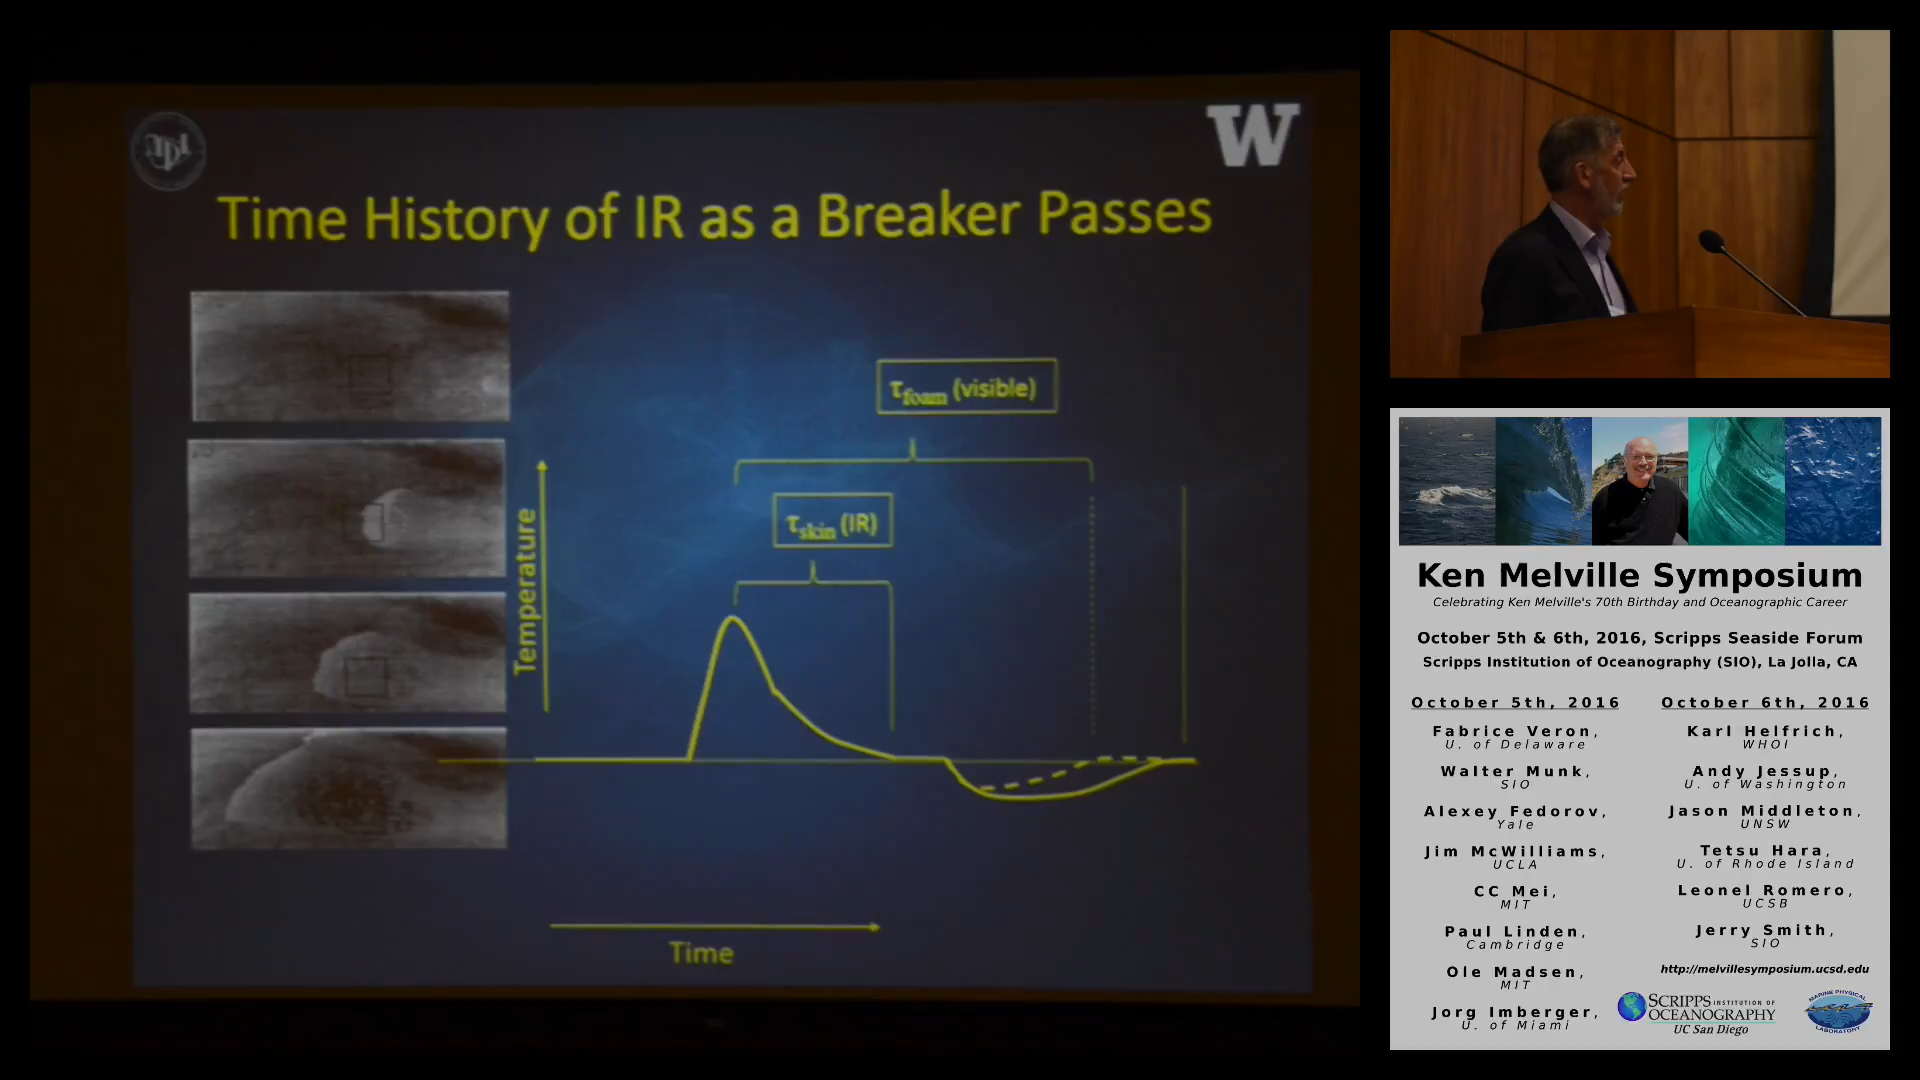 W
Time History of IR as a Breaker Passes
τfoam (visible)
τskin (IR)
Temperature
Time
Ken Melville Symposium
Celebrating Ken Melville's 70th Birthday and Oceanographic Career
October 5th & 6th, 2016, Scripps Seaside Forum
Scripps Institution of Oceanography (SIO), La Jolla, CA
October 5th, 2016
Fabrice Veron,
U. of Delaware
Walter Munk,
SIO
Alexey Fedorov,
Yale
Jim McWilliams,
UCLA
CC Mei,
MIT
Paul Linden,
Cambridge
Ole Madsen,
MIT
Jorg Imberger,
U. of Miami
October 6th, 2016
Karl Helfrich,
WHOI
Andy Jessup,
U. of Washington
Jason Middleton,
UNSW
Tetsu Hara,
U. of Rhode Island
Leonel Romero,
UCSB
Jerry Smith,
SIO
http://melvillesymposium.ucsd.edu
SCRIPPS INSTITUTION OF
OCEANOGRAPHY
UC San Diego
MARINE PHYSICAL
LABORATORY